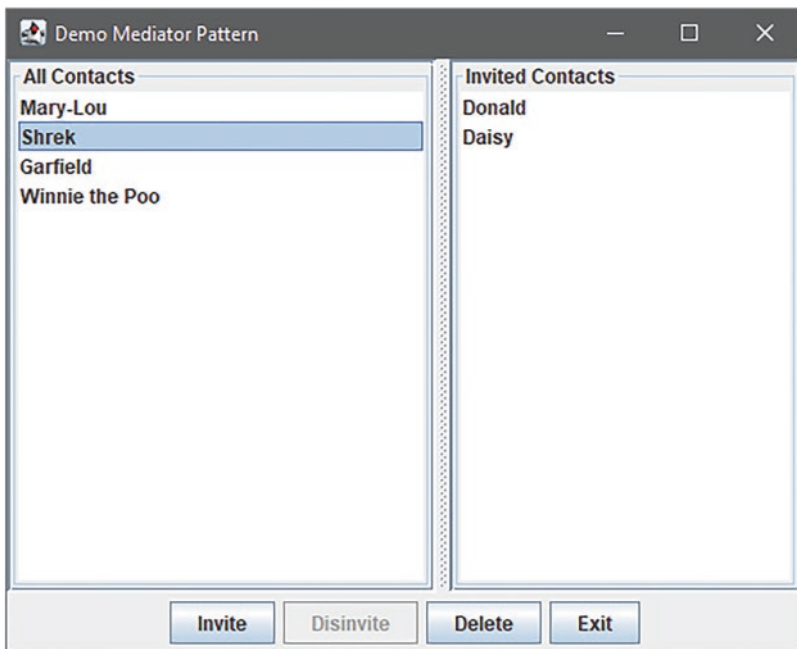 Demo Mediator Pattern
All Contacts
Mary-Lou
Shrek
Garfield
Winnie the Poo
Invited Contacts
Donald
Daisy
Invite Disinvite Delete Exit